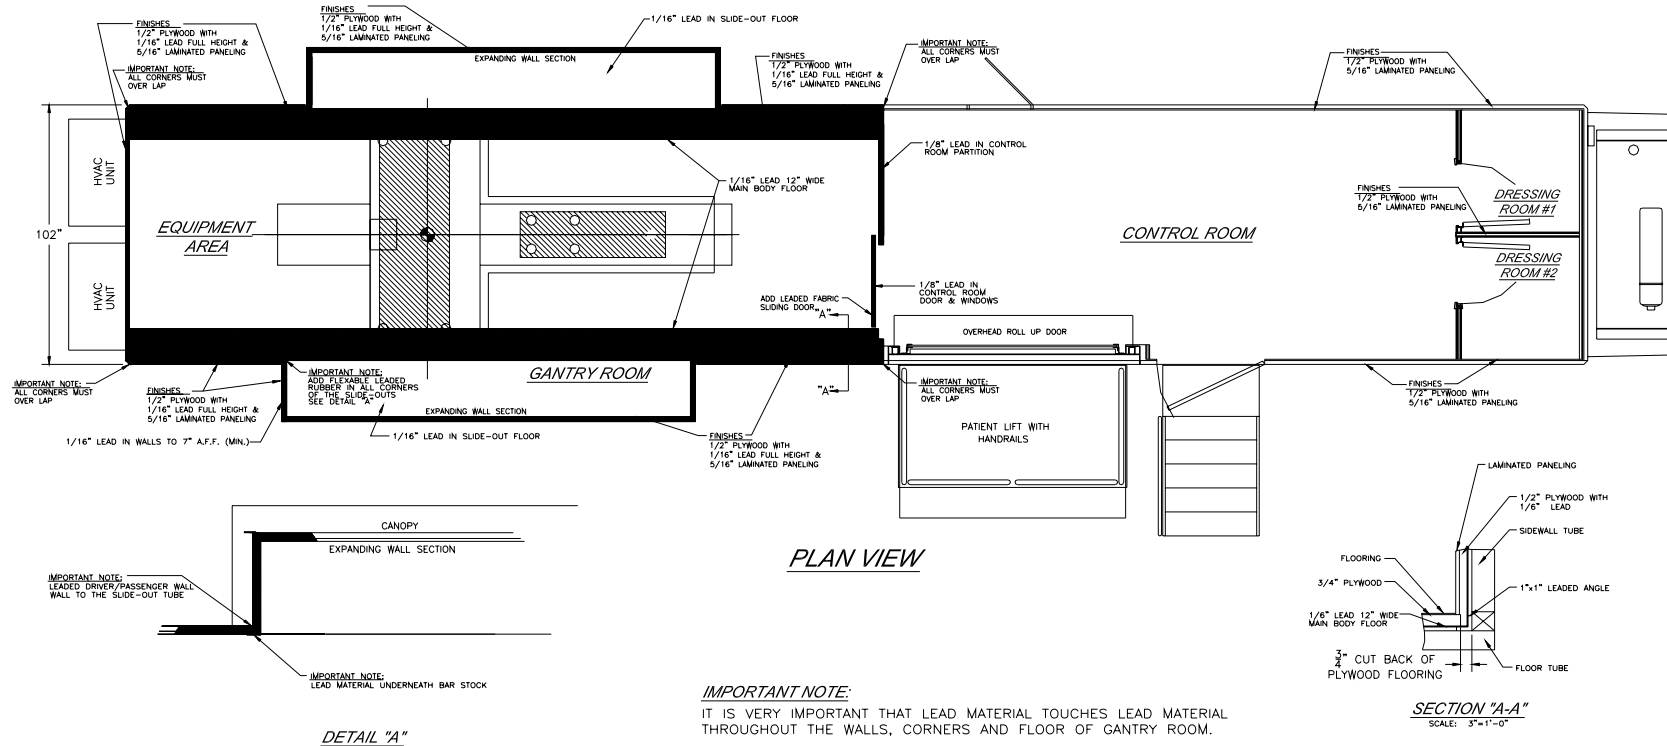 FINISHES
1/2" PLYWOOD WITH
1/16" LEAD FULL HEIGHT &
5/16" LAMINATED PANELING
IMPORTANT NOTE:
ALL CORNERS MUST
OVER LAP
FINISHES
1/2" PLYWOOD WITH
1/16" LEAD FULL HEIGHT &
5/16" LAMINATED PANELING
1/16" LEAD IN SLIDE-OUT FLOOR
EXPANDING WALL SECTION
FINISHES
1/2" PLYWOOD WITH
1/16" LEAD FULL HEIGHT &
5/16" LAMINATED PANELING
IMPORTANT NOTE:
ALL CORNERS MUST
OVER LAP
FINISHES
1/2" PLYWOOD WITH
5/16" LAMINATED PANELING
HVAC
UNIT
102"
HVAC
UNIT
EQUIPMENT
AREA
1/16" LEAD 12" WIDE
MAIN BODY FLOOR
1/8" LEAD IN CONTROL
ROOM PARTITION
CONTROL ROOM
FINISHES
1/2" PLYWOOD WITH
5/16" LAMINATED PANELING
DRESSING
ROOM #1
DRESSING
ROOM #2
1/8" LEAD IN
CONTROL ROOM
DOOR & WINDOWS
ADD LEADED FABRIC
SLIDING DOOR
"A"
OVERHEAD ROLL UP DOOR
IMPORTANT NOTE:
ALL CORNERS MUST
OVER LAP
FINISHES
1/2" PLYWOOD WITH
1/16" LEAD FULL HEIGHT &
5/16" LAMINATED PANELING
1/16" LEAD IN WALLS TO 7" A.F.F. (MIN.)
IMPORTANT NOTE:
ADD FLEXABLE LEADED
RUBBER IN ALL CORNERS
OF THE SLIDE-OUTS
SEE DETAIL "A"
GANTRY ROOM
EXPANDING WALL SECTION
1/16" LEAD IN SLIDE-OUT FLOOR
"A"
FINISHES
1/2" PLYWOOD WITH
1/16" LEAD FULL HEIGHT &
5/16" LAMINATED PANELING
IMPORTANT NOTE:
ALL CORNERS MUST
OVER LAP
PATIENT LIFT WITH
HANDRAILS
FINISHES
1/2" PLYWOOD WITH
5/16" LAMINATED PANELING
CANOPY
EXPANDING WALL SECTION
IMPORTANT NOTE:
LEADED DRIVER/PASSENGER WALL
WALL TO THE SLIDE-OUT TUBE
IMPORTANT NOTE:
LEAD MATERIAL UNDERNEATH BAR STOCK
DETAIL "A"
PLAN VIEW
IMPORTANT NOTE:
IT IS VERY IMPORTANT THAT LEAD MATERIAL TOUCHES LEAD MATERIAL
THROUGHOUT THE WALLS, CORNERS AND FLOOR OF GANTRY ROOM.
LAMINATED PANELING
1/2" PLYWOOD WITH
1/6" LEAD
SIDEWALL TUBE
FLOORING
3/4" PLYWOOD
1"x1" LEADED ANGLE
1/6" LEAD 12" WIDE
MAIN BODY FLOOR
3/4" CUT BACK OF
PLYWOOD FLOORING
FLOOR TUBE
SECTION "A-A"
SCALE: 3"=1'-0"